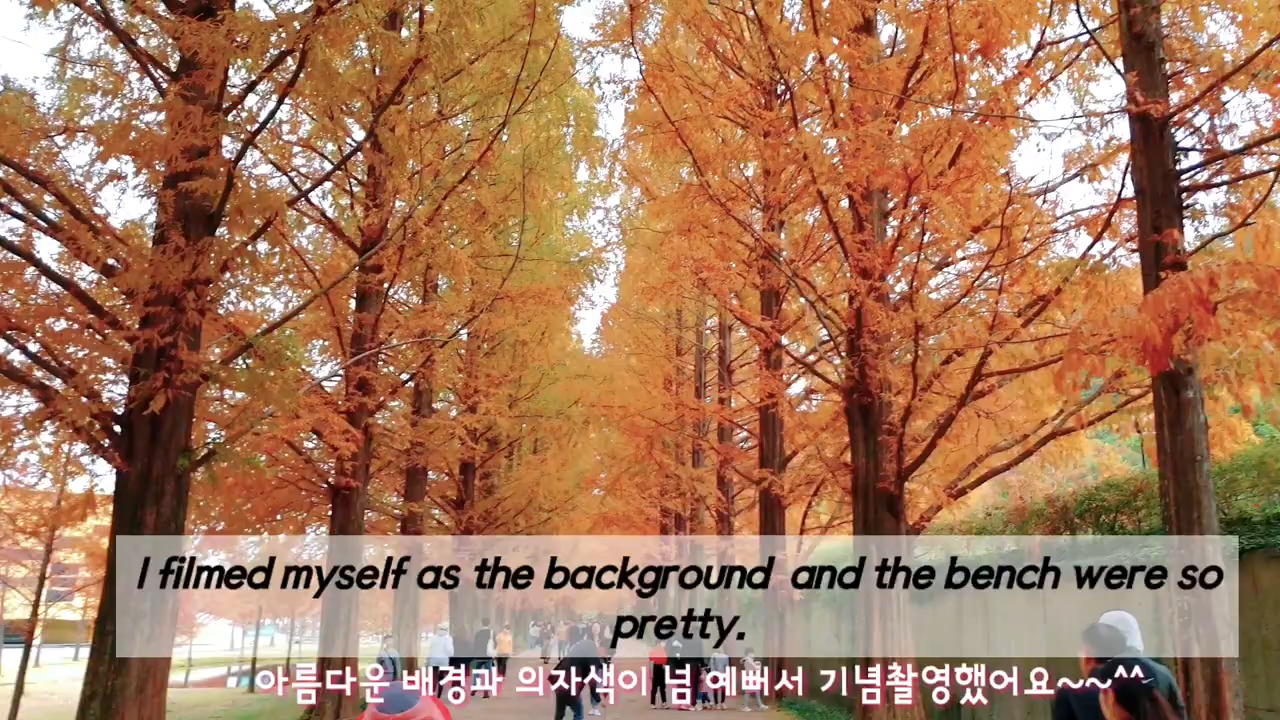 I filmed myself as the background and the bench were so
pretty.
아름다운 배경과 의자색이 넘 예뻐서 기념촬영했어요~~^^